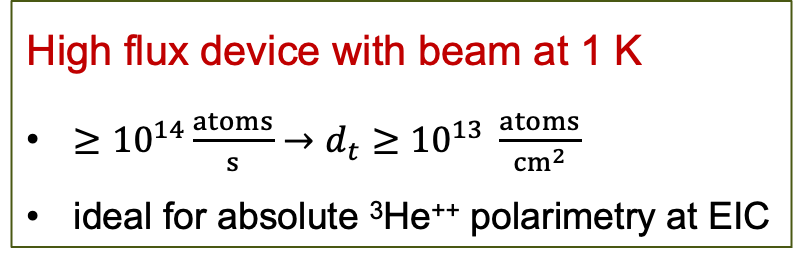 High flux device with beam at 1 K
• ≥ 10¹⁴ atoms/s → dₜ ≥ 10¹³ atoms/cm²
• ideal for absolute ³He⁺⁺ polarimetry at EIC